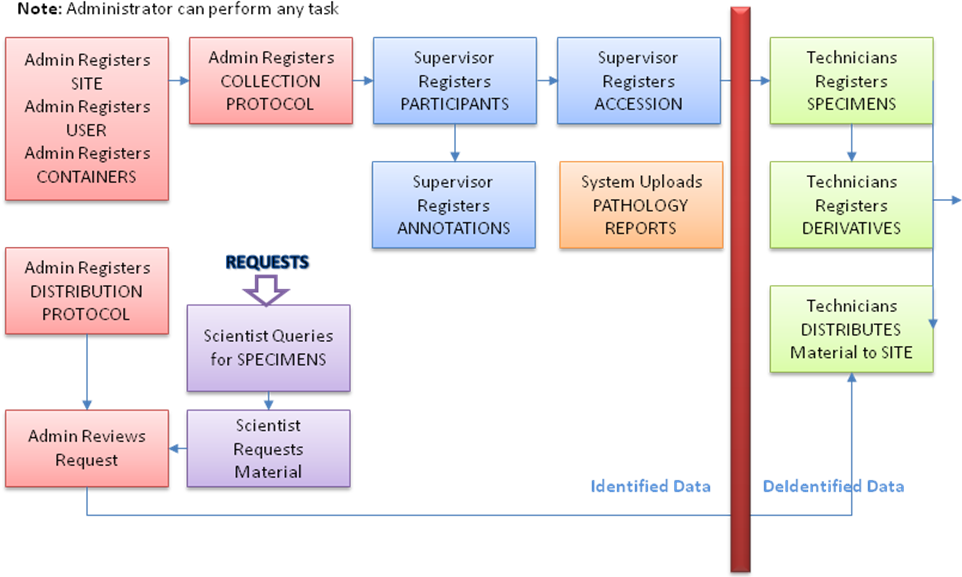 Note: Administrator can perform any task
Admin Registers
SITE
Admin Registers
USER
Admin Registers
CONTAINERS
Admin Registers
COLLECTION
PROTOCOL
Supervisor
Registers
PARTICIPANTS
Supervisor
Registers
ACCESSION
Technicians
Registers
SPECIMENS
Supervisor
Registers
ANNOTATIONS
System Uploads
PATHOLOGY
REPORTS
Technicians
Registers
DERIVATIVES
Admin Registers
DISTRIBUTION
PROTOCOL
REQUESTS
Scientist Queries
for SPECIMENS
Technicians
DISTRIBUTES
Material to SITE
Admin Reviews
Request
Scientist
Requests
Material
Identified Data
DeIdentified Data